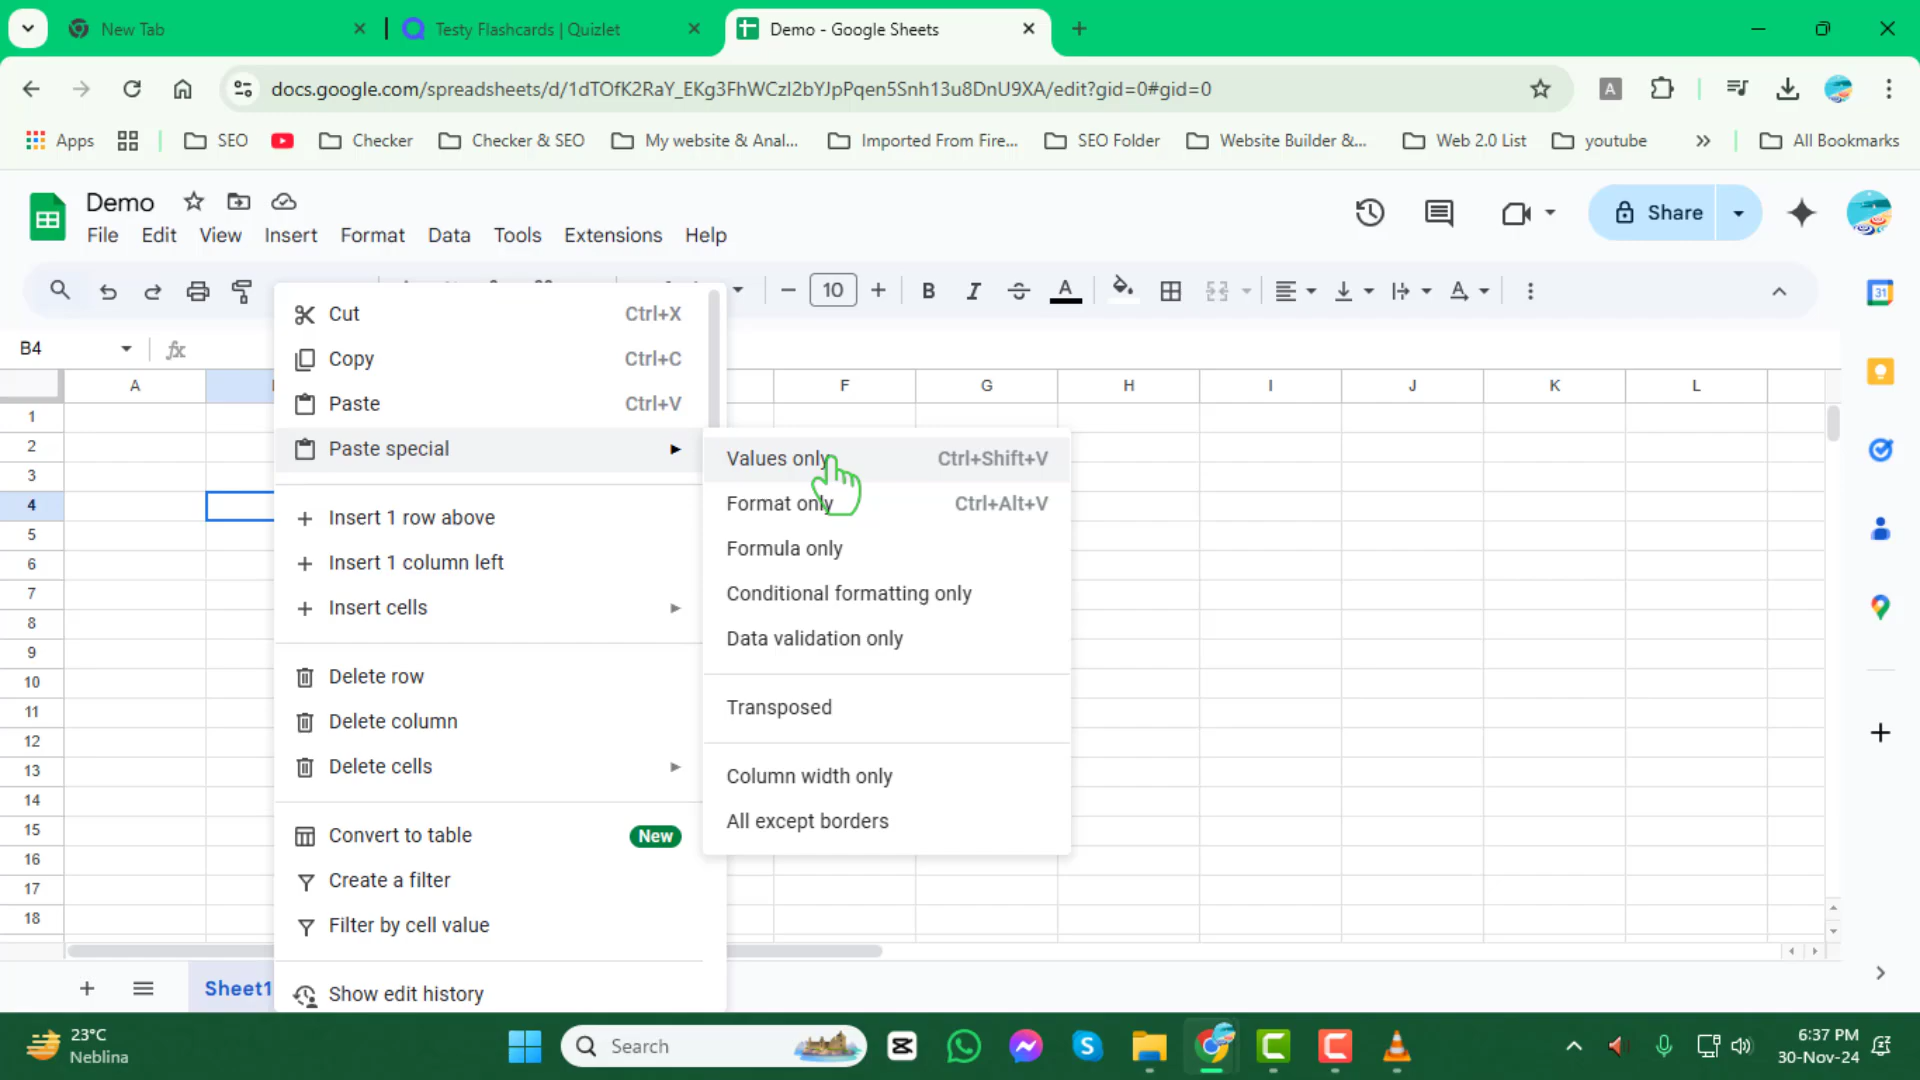 New Tab
Testy Flashcards | Quizlet
Demo - Google Sheets
docs.google.com/spreadsheets/d/1dTOfK2RaY_EKg3FhWCzI2bYJpPqen5Snh13u8DnU9XA/edit?gid=0#gid=0
A
Apps
SEO
Checker
Checker & SEO
My website & Anal...
Imported From Fire...
SEO Folder
Website Builder &...
Web 2.0 List
youtube
All Bookmarks
Demo
Share
File Edit View Insert Format Data Tools Extensions Help
10 B I A A
31
B4 fx
A F G H I J K L
1
2
3
4
5
6
7
8
9
10
11
12
13
14
15
16
17
18
Cut Ctrl+X
Copy Ctrl+C
Paste Ctrl+V
Paste special
Insert 1 row above
Insert 1 column left
Insert cells
Delete row
Delete column
Delete cells
Convert to table New
Create a filter
Filter by cell value
Show edit history
Values only Ctrl+Shift+V
Format only Ctrl+Alt+V
Formula only
Conditional formatting only
Data validation only
Transposed
Column width only
All except borders
Sheet1
23°C
Neblina
Search
6:37 PM
30-Nov-24